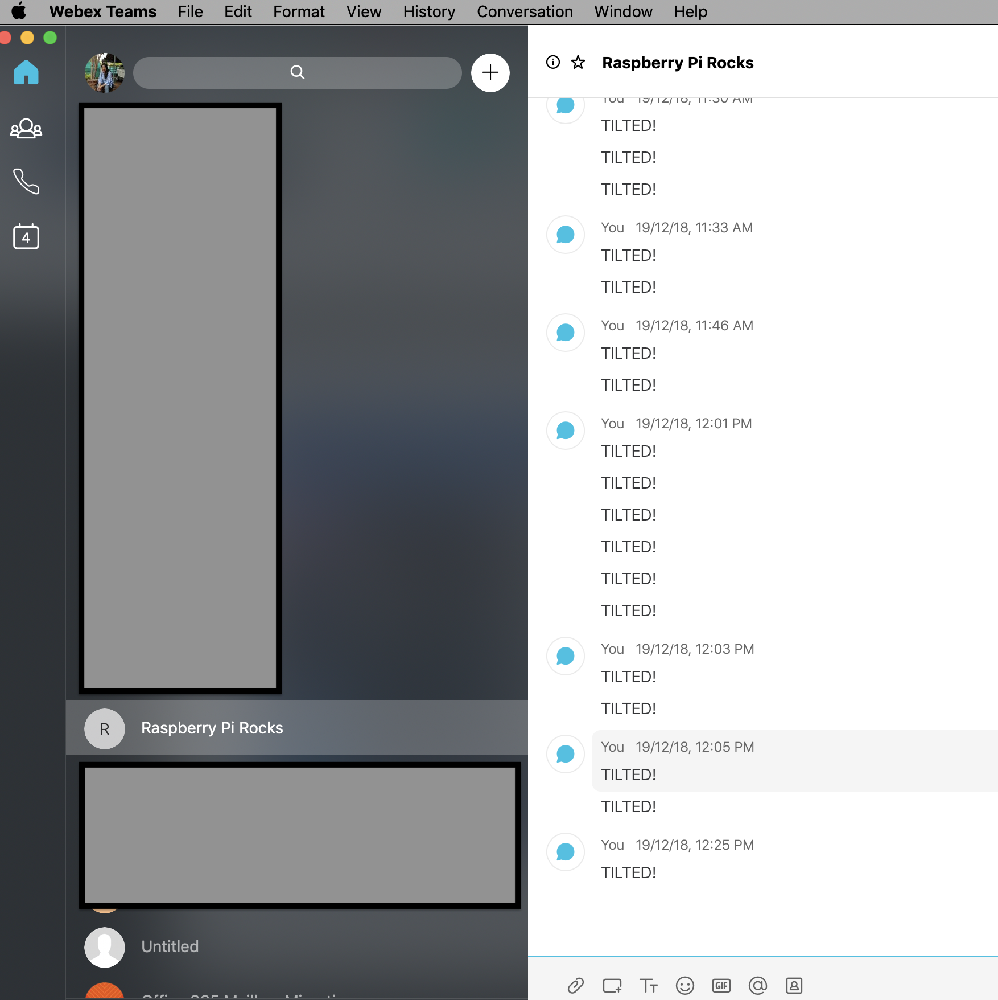 Webex Teams File Edit Format View History Conversation Window Help
4
Raspberry Pi Rocks
You 19/12/18, 11:30 AM
TILTED!
TILTED!
TILTED!
You 19/12/18, 11:33 AM
TILTED!
TILTED!
You 19/12/18, 11:46 AM
TILTED!
TILTED!
You 19/12/18, 12:01 PM
TILTED!
TILTED!
TILTED!
TILTED!
TILTED!
TILTED!
You 19/12/18, 12:03 PM
TILTED!
TILTED!
You 19/12/18, 12:05 PM
TILTED!
TILTED!
You 19/12/18, 12:25 PM
TILTED!
R Raspberry Pi Rocks
Untitled
GIF